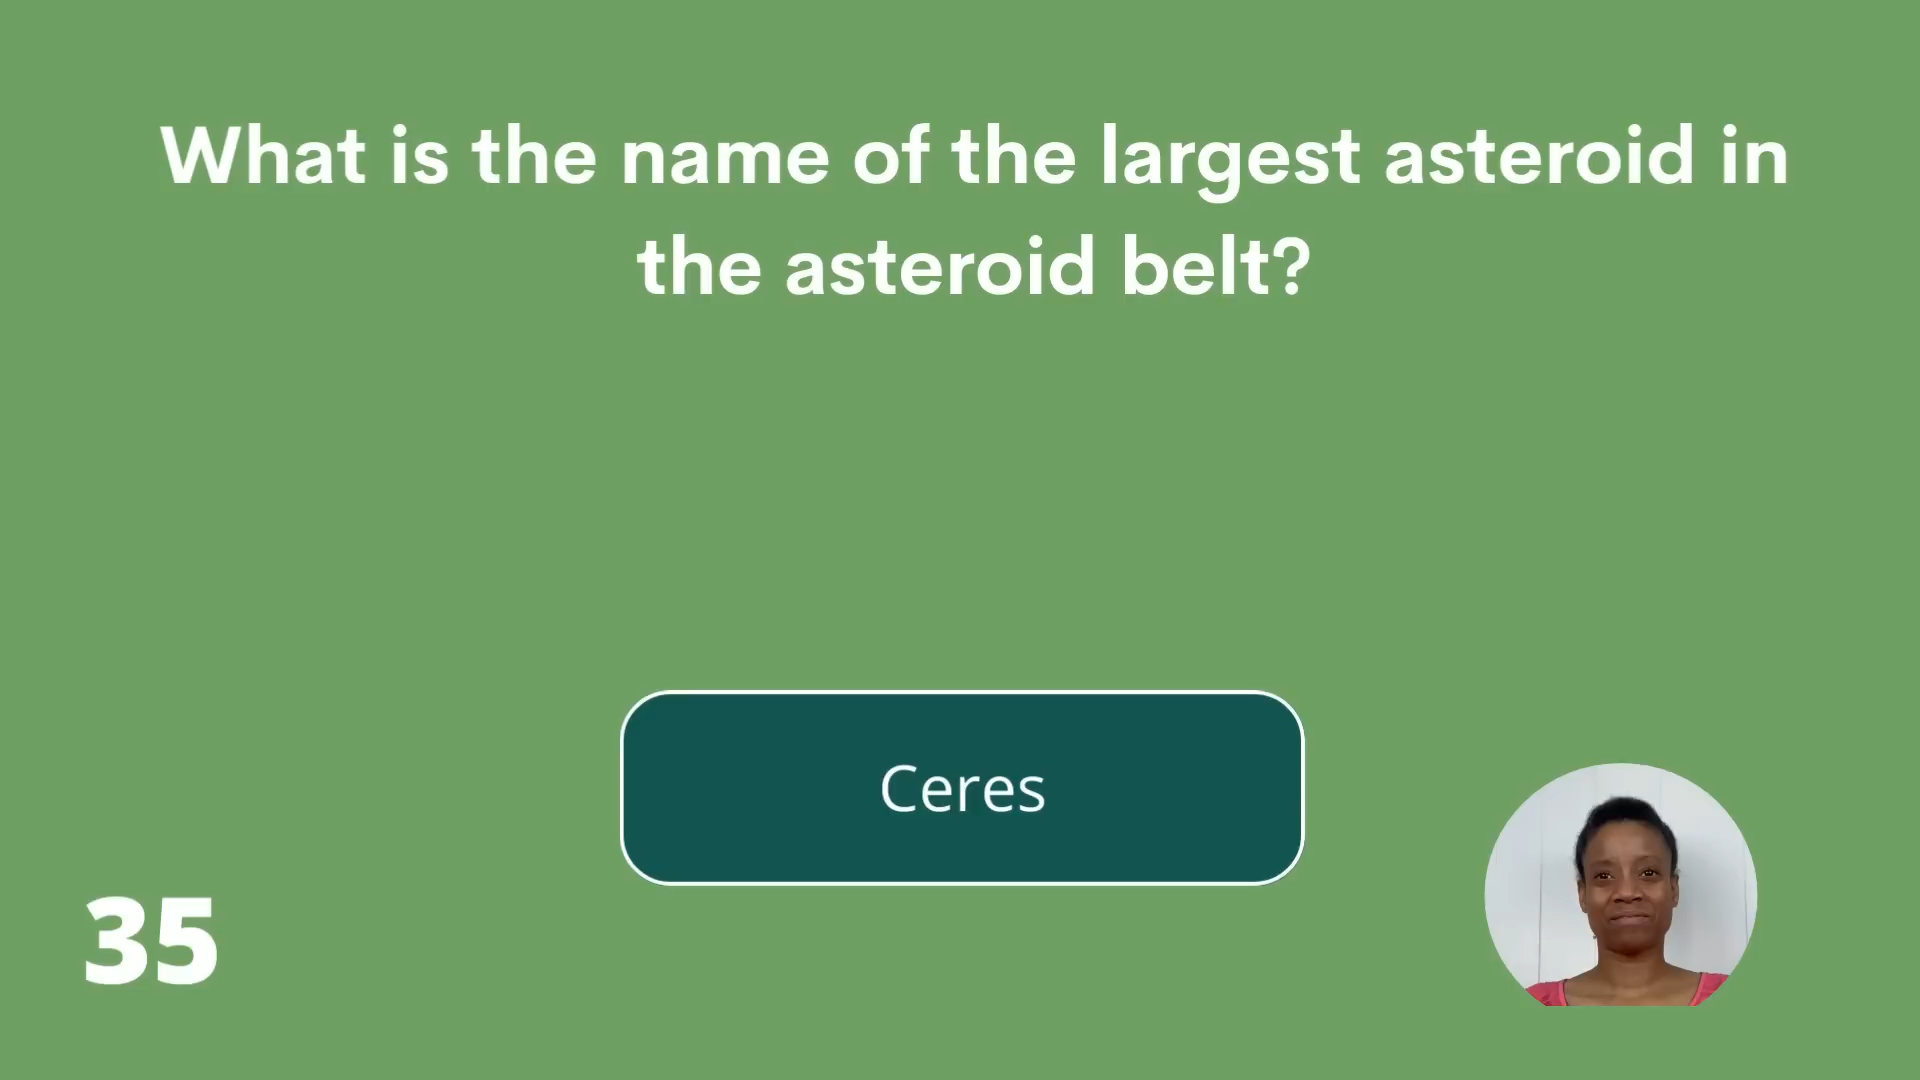 What is the name of the largest asteroid in
the asteroid belt?
Ceres
35